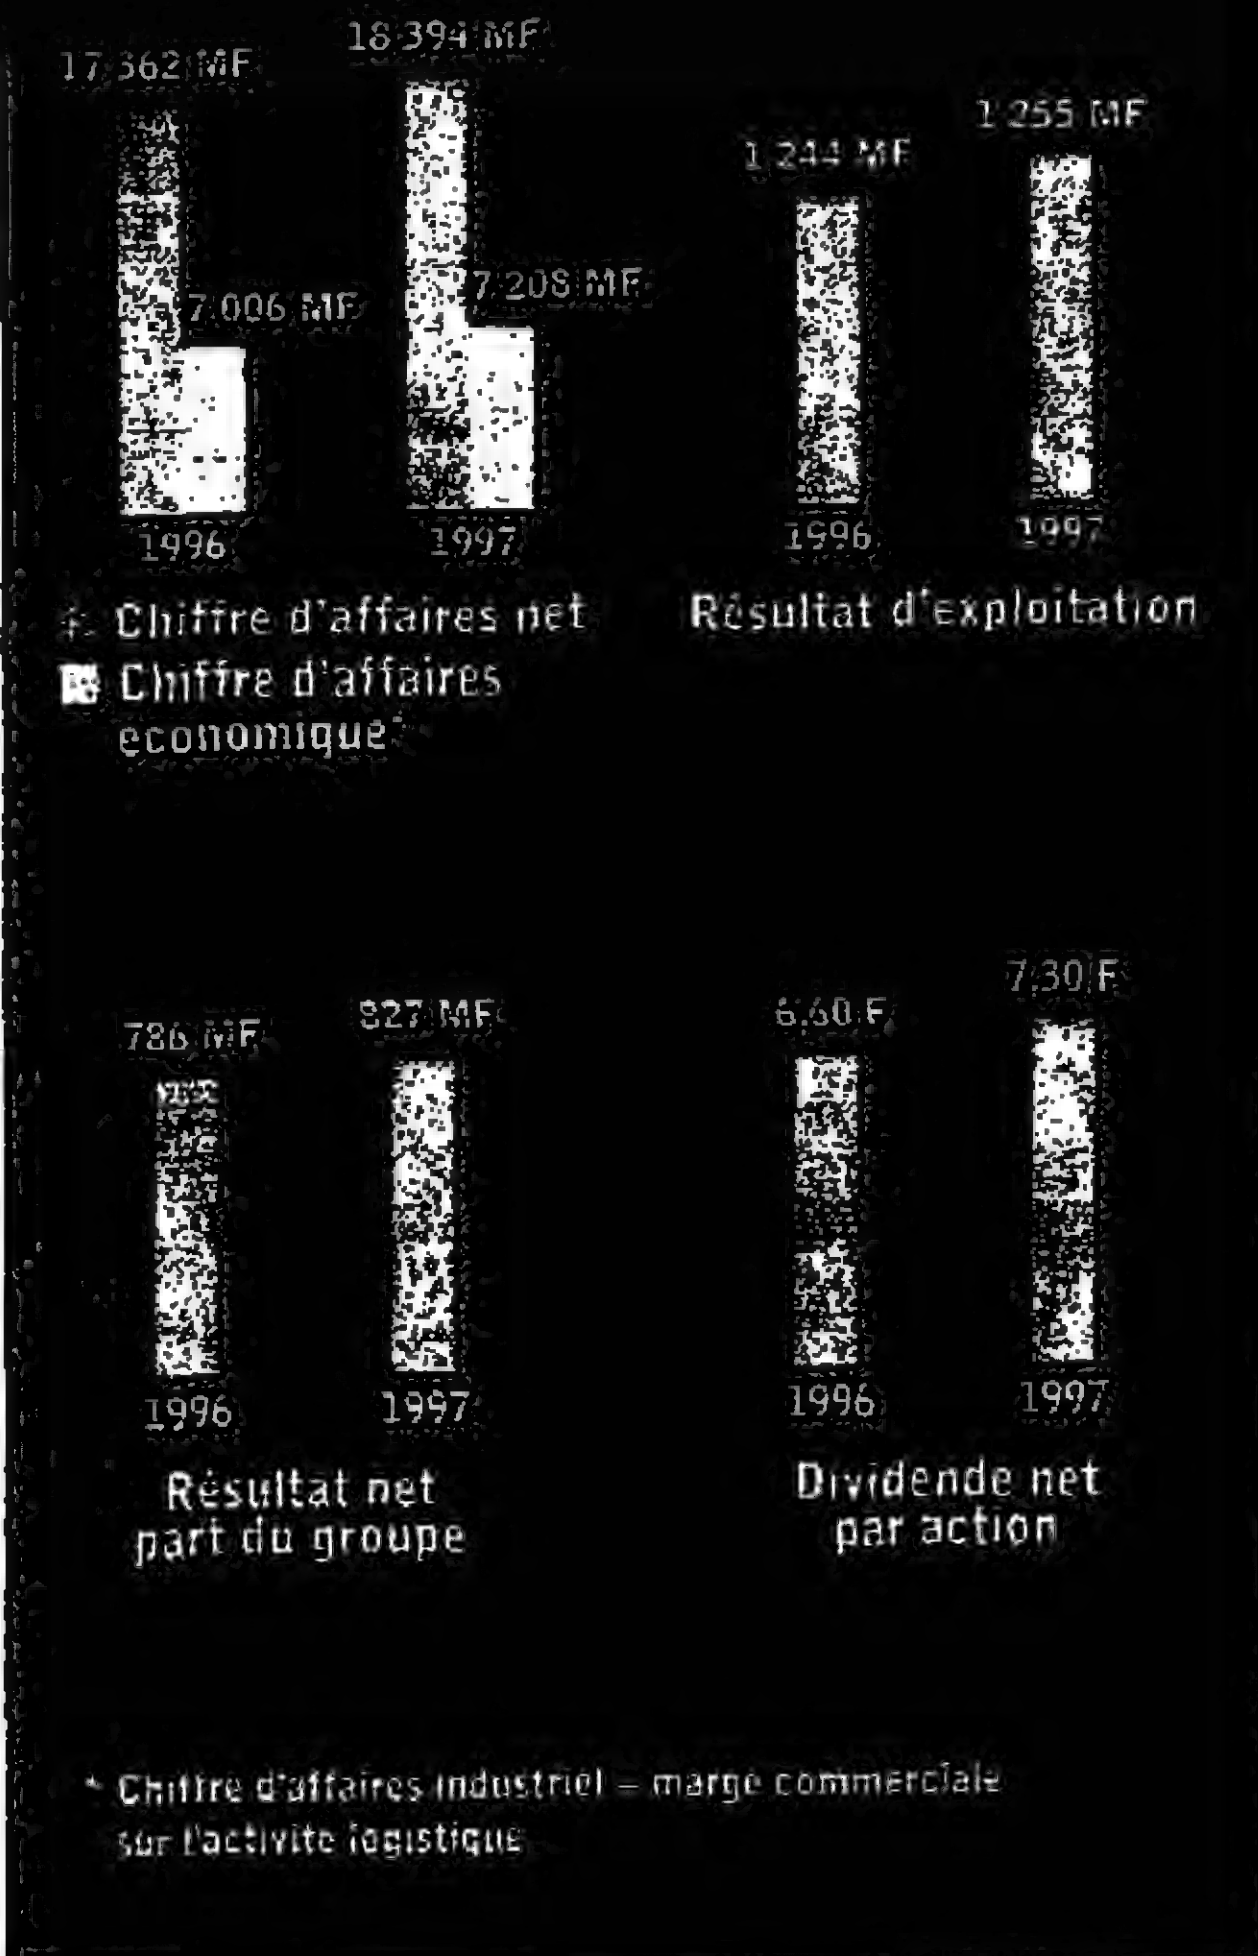 17 362 MF
18 394 MF
7 006 MF
7 208 MF
1996
1997
Chiffre d'affaires net
Chiffre d'affaires
économique*
1 244 MF
1 255 MF
1996
1997
Résultat d'exploitation
786 MF
827 MF
1996
1997
Résultat net
part du groupe
6,60 F
7,30 F
1996
1997
Dividende net
par action
* Chiffre d'affaires industriel – marge commerciale
sur l'activité logistique